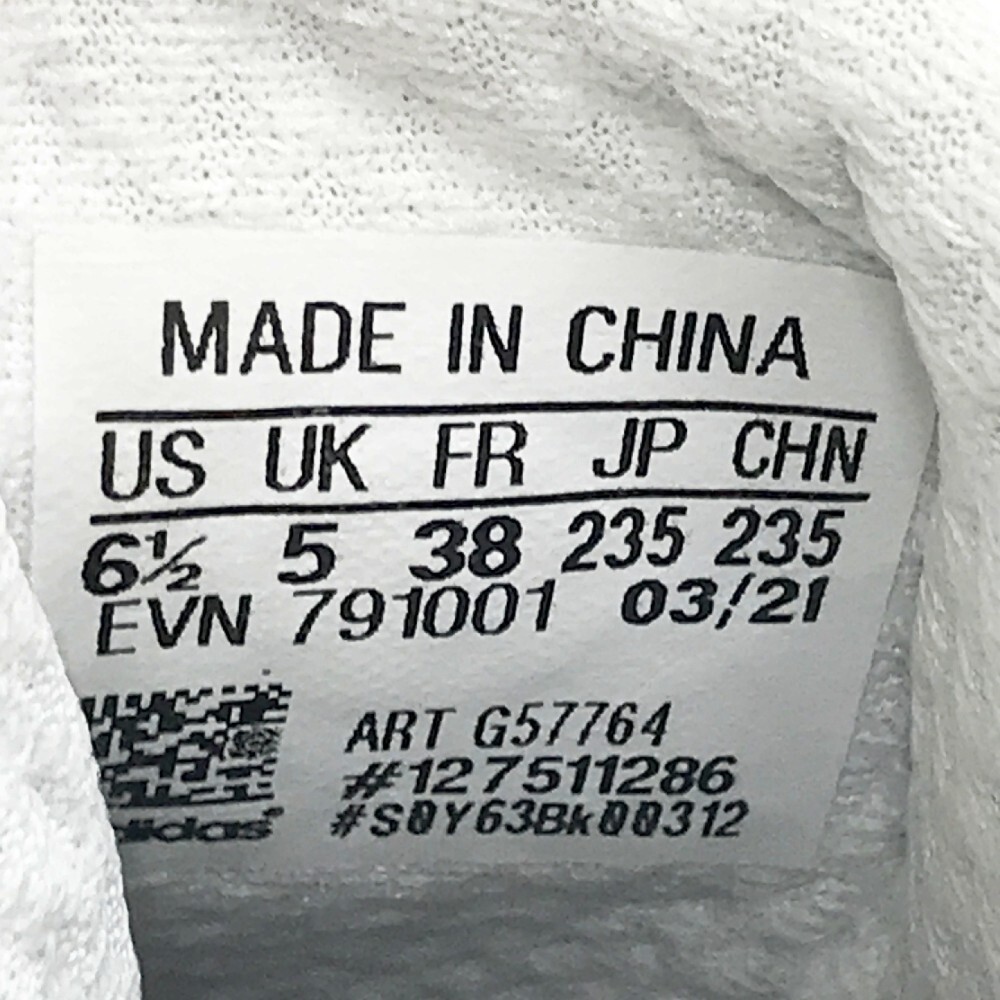 MADE IN CHINA
US UK FR JP CHN
6½ 5 38 235 235
EVN 791001 03/21
ART G57764
#127511286
#S0Y63Bk00312
adidas